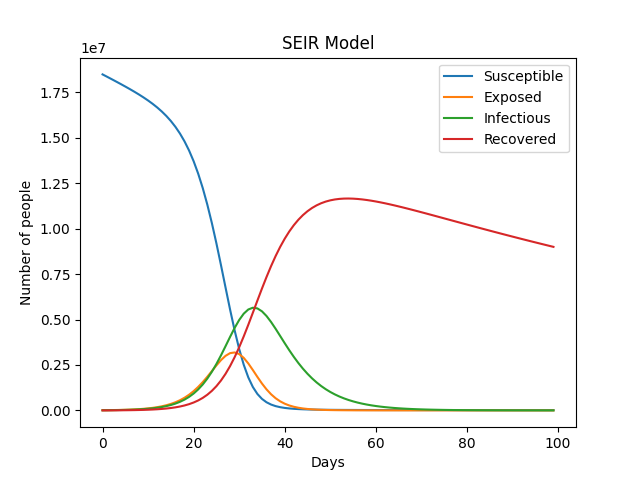 SEIR Model
1e7
1.75
1.50
1.25
1.00
0.75
0.50
0.25
0.00
Number of people
Susceptible
Exposed
Infectious
Recovered
0 20 40 60 80 100
Days